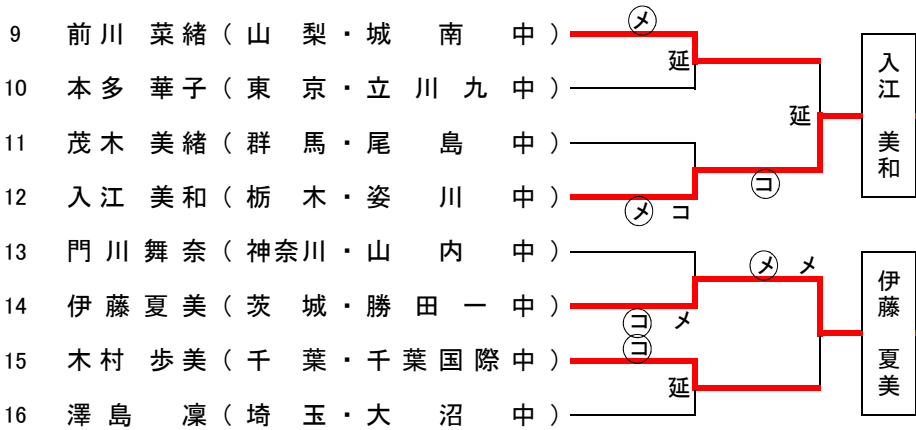 9 前川 菜緒 ( 山 梨 ・ 城 南 中 ) メ
延
10 本多 華子 ( 東 京 ・ 立 川 九 中 )
入江 美和
延
11 茂木 美緒 ( 群 馬 ・ 尾 島 中 )
12 入江 美和 ( 栃 木 ・ 姿 川 中 )
コ
メ コ
13 門川 舞奈 ( 神奈川 ・ 山 内 中 )
メ メ
14 伊藤 夏美 ( 茨 城 ・ 勝 田 一 中 )
コ メ
伊藤 夏美
コ
15 木村 歩美 ( 千 葉 ・ 千 葉 国 際 中 )
延
16 澤島 凜 ( 埼 玉 ・ 大 沼 中 )